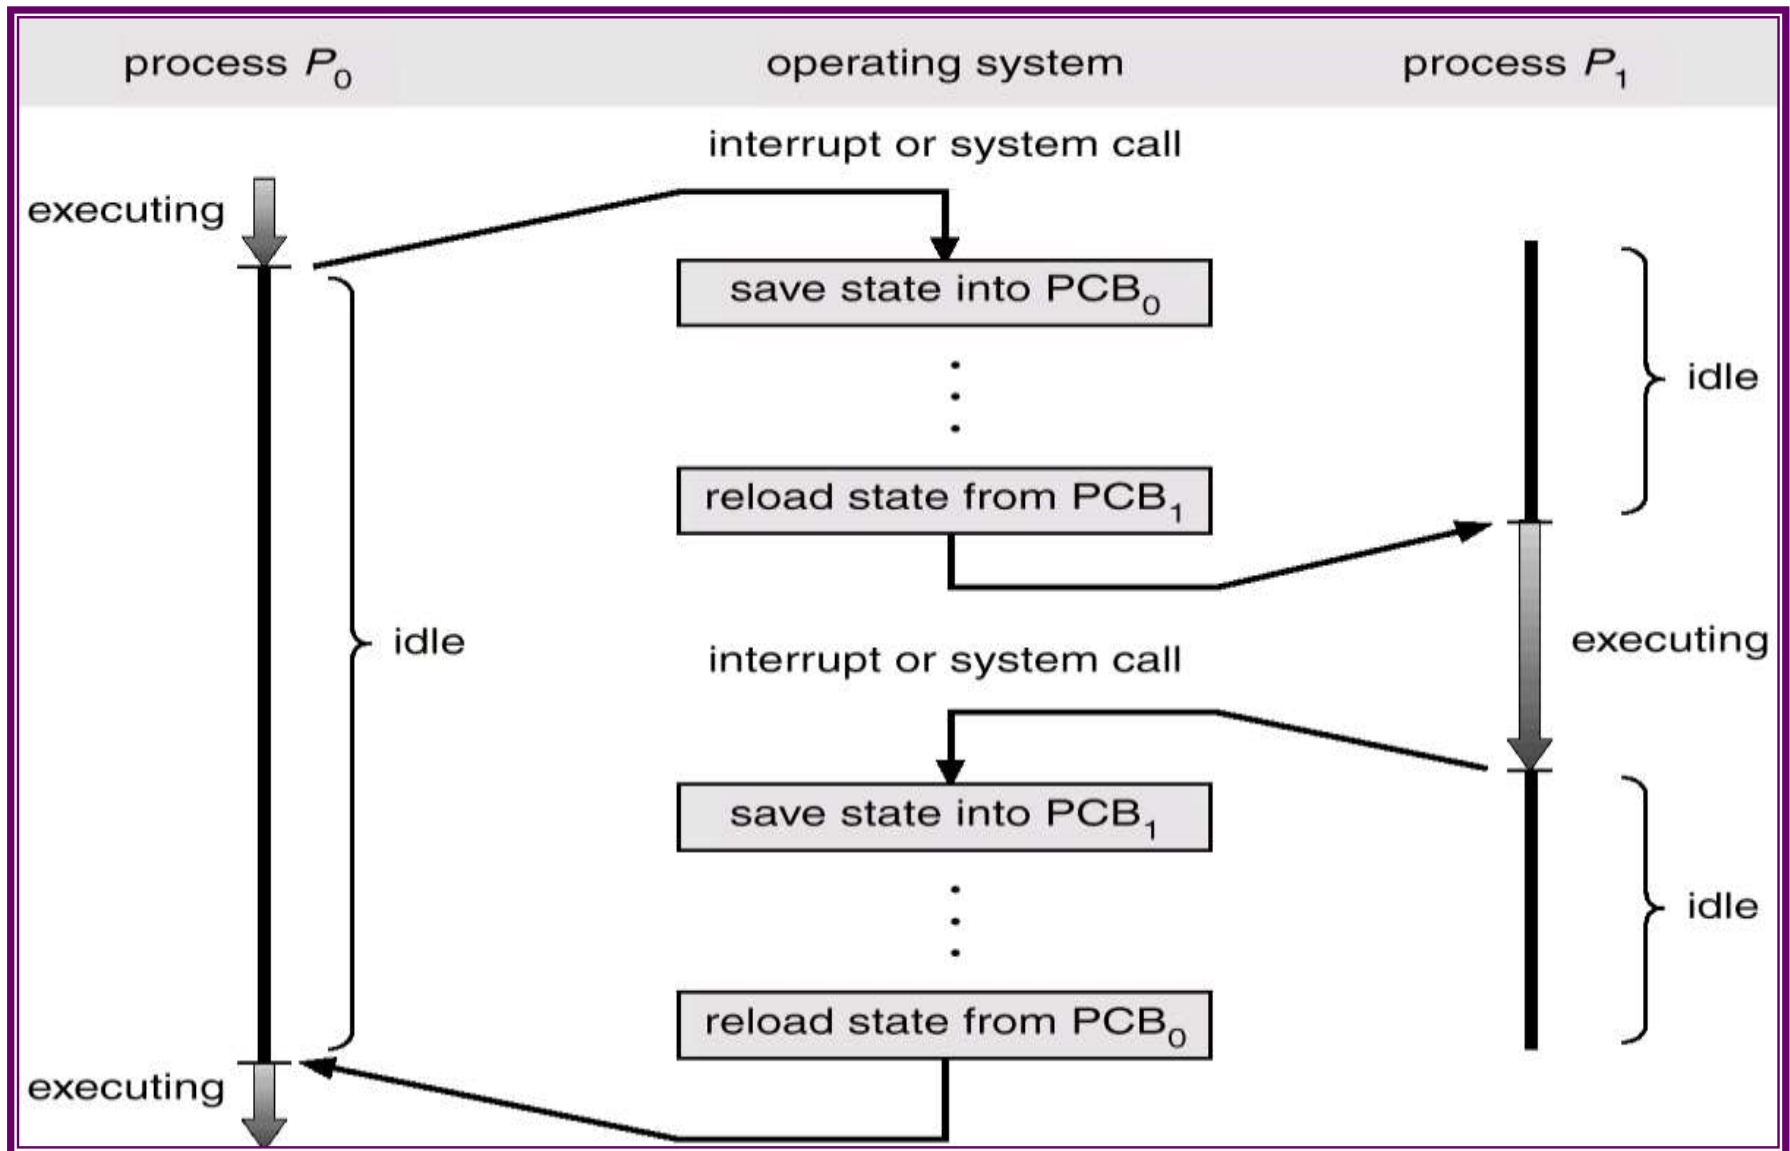 process P₀
operating system
process P₁
interrupt or system call
executing
save state into PCB₀
idle
reload state from PCB₁
idle
interrupt or system call
executing
save state into PCB₁
idle
reload state from PCB₀
executing